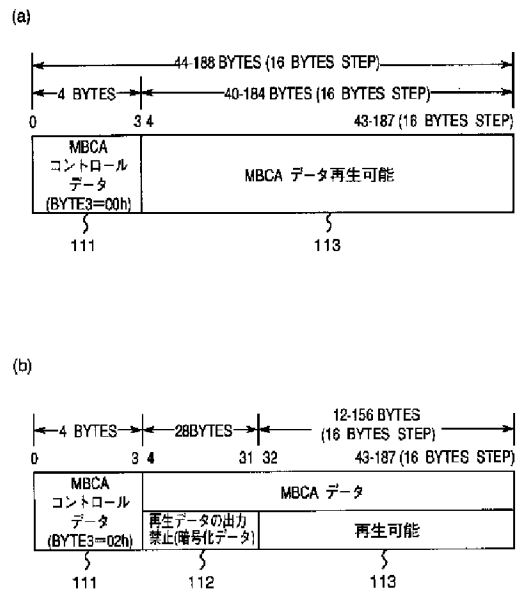 (a)
44-188 BYTES (16 BYTES STEP)
4 BYTES
40-184 BYTES (16 BYTES STEP)
0
3
4
43-187 (16 BYTES STEP)
MBCA
コントロール
データ
(BYTE3=00h)
MBCA データ再生可能
111
113
(b)
4 BYTES
28BYTES
12-156 BYTES
(16 BYTES STEP)
0
3
4
31
32
43-187 (16 BYTES STEP)
MBCA
コントロール
データ
(BYTE3=02h)
MBCA データ
再生データの出力
禁止(暗号化データ)
再生可能
111
112
113